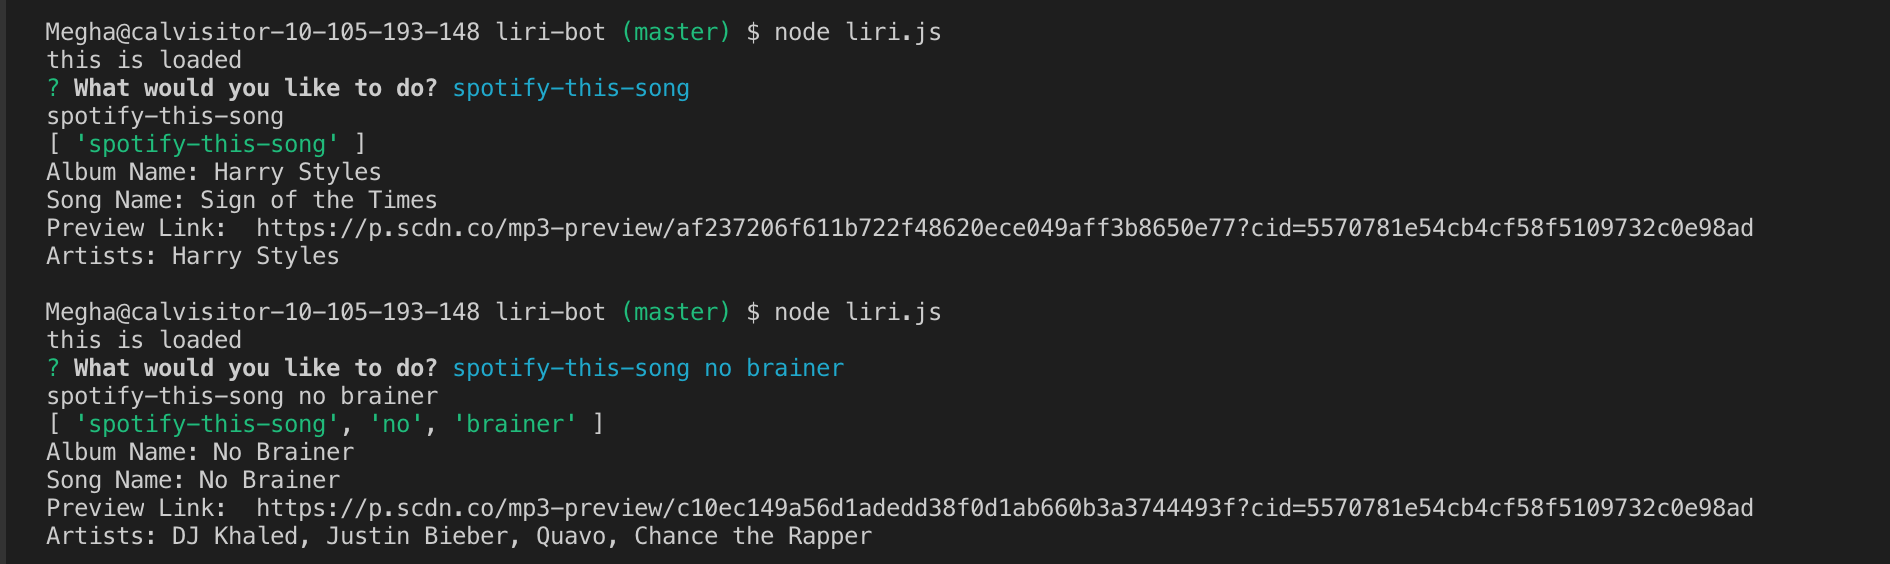 Megha@calvisitor-10-105-193-148 liri-bot (master) $ node liri.js
this is loaded
? What would you like to do? spotify-this-song
spotify-this-song
[ 'spotify-this-song' ]
Album Name: Harry Styles
Song Name: Sign of the Times
Preview Link:  https://p.scdn.co/mp3-preview/af237206f611b722f48620ece049aff3b8650e77?cid=5570781e54cb4cf58f5109732c0e98ad
Artists: Harry Styles
Megha@calvisitor-10-105-193-148 liri-bot (master) $ node liri.js
this is loaded
? What would you like to do? spotify-this-song no brainer
spotify-this-song no brainer
[ 'spotify-this-song', 'no', 'brainer' ]
Album Name: No Brainer
Song Name: No Brainer
Preview Link:  https://p.scdn.co/mp3-preview/c10ec149a56d1adedd38f0d1ab660b3a3744493f?cid=5570781e54cb4cf58f5109732c0e98ad
Artists: DJ Khaled, Justin Bieber, Quavo, Chance the Rapper